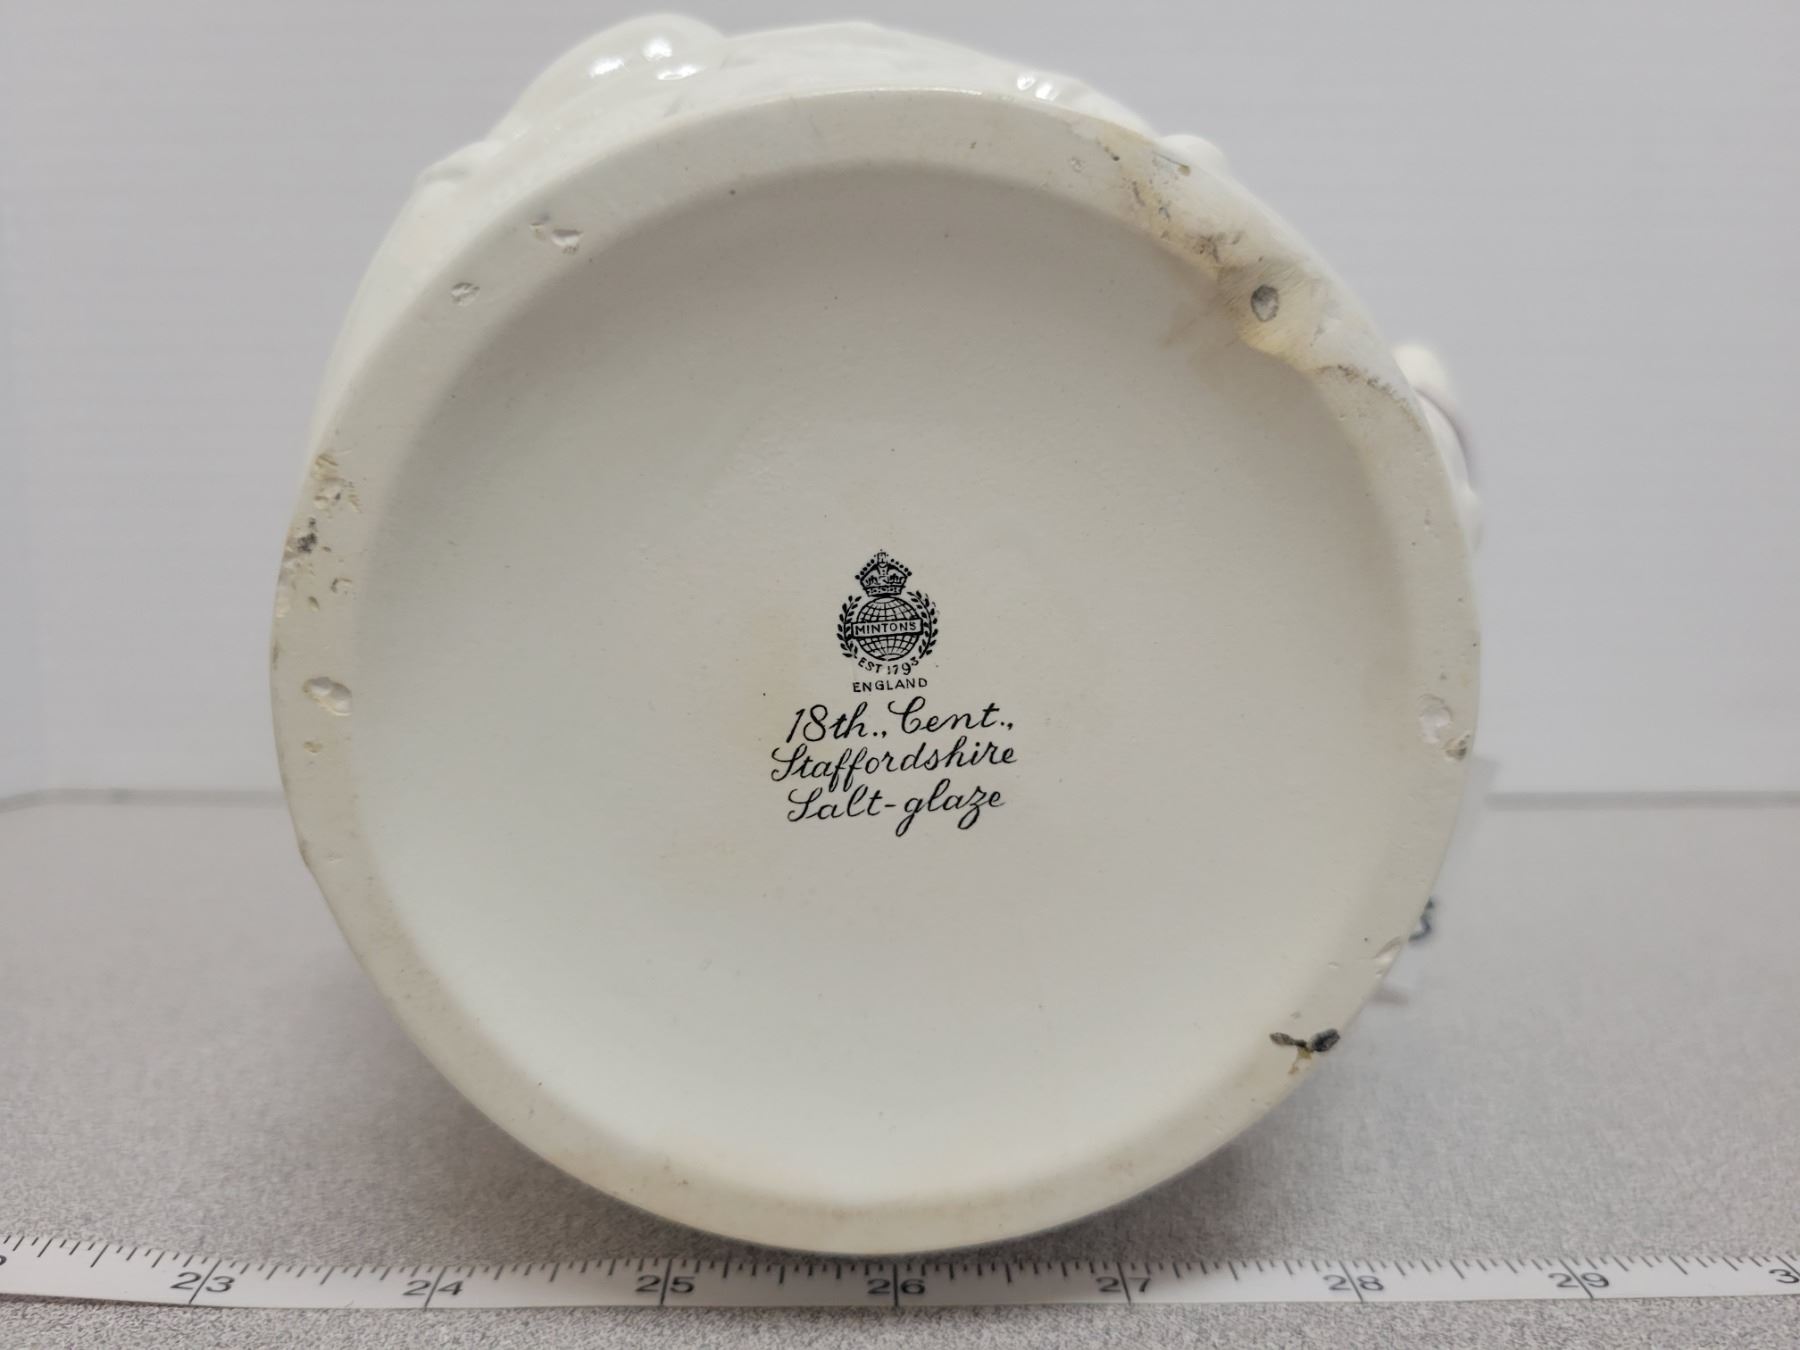 MINTONS
EST 1793
ENGLAND
18th., Cent.,
Staffordshire
Salt-glaze
23 24 25 26 27 28 29